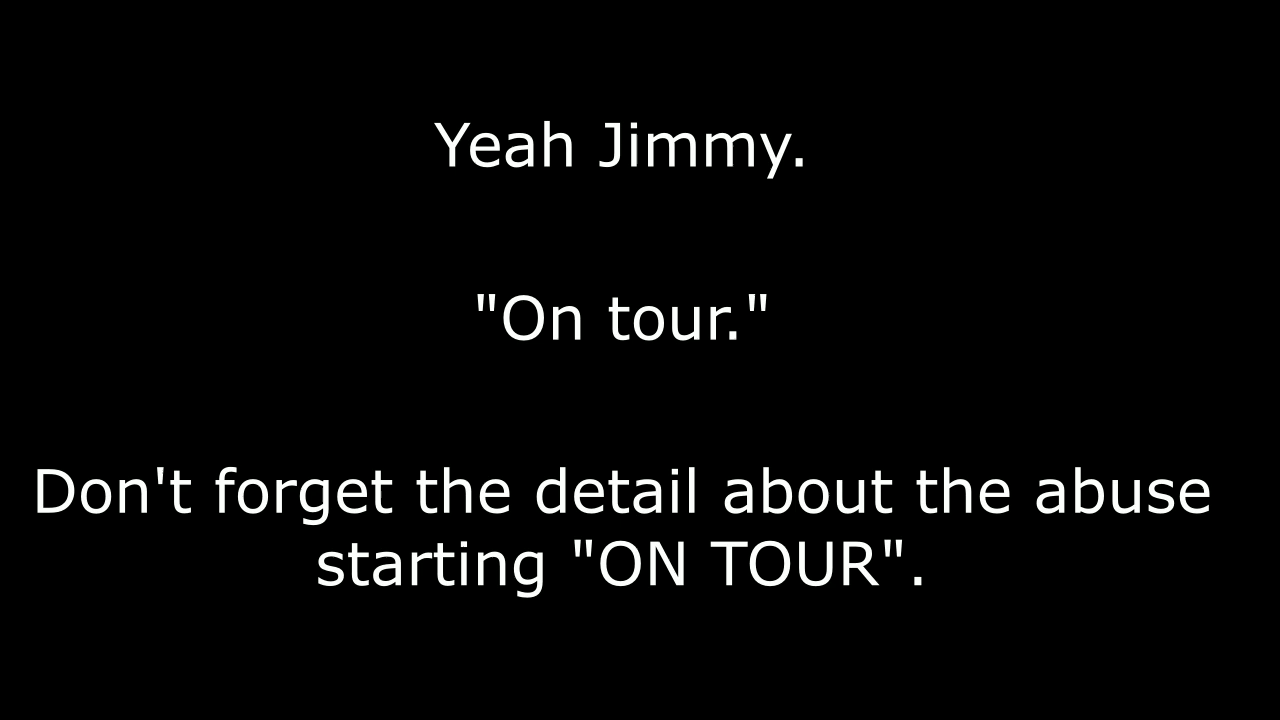 Yeah Jimmy.
"On tour."
Don't forget the detail about the abuse
starting "ON TOUR".